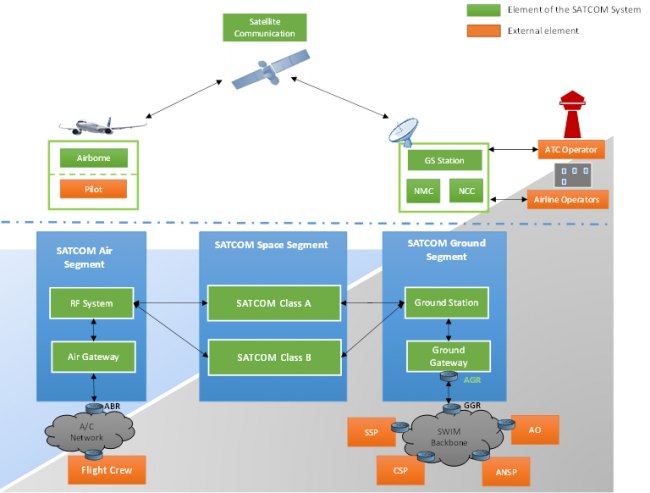 Satellite
Communication
Element of the SATCOM System
External element
Airborne
Pilot
GS Station
NMC
NCC
ATC Operator
Airline Operators
SATCOM Air
Segment
SATCOM Space Segment
SATCOM Ground
Segment
RF System
SATCOM Class A
Ground Station
Air Gateway
SATCOM Class B
Ground
Gateway
AGR
ABR
GGR
A/C
Network
SWIM
Backbone
SSP
AO
Flight Crew
CSP
ANSP